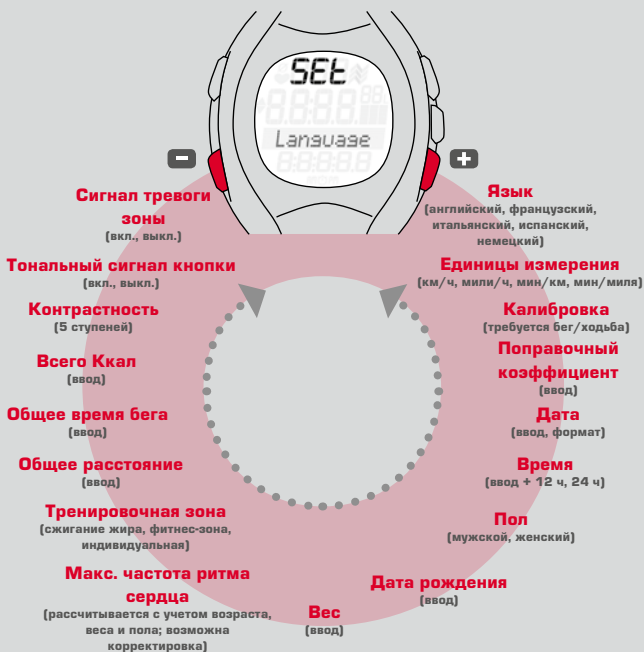 SEt
Language
-
+
Язык
(английский, французский,
итальянский, испанский,
немецкий)
Единицы измерения
(км/ч, мили/ч, мин/км, мин/миля)
Калибровка
(требуется бег/ходьба)
Поправочный
коэффициент
(ввод)
Дата
(ввод, формат)
Время
(ввод + 12 ч, 24 ч)
Пол
(мужской, женский)
Дата рождения
(ввод)
Вес
(ввод)
Макс. частота ритма
сердца
(рассчитывается с учетом возраста,
веса и пола; возможна
корректировка)
Тренировочная зона
(сжигание жира, фитнес-зона,
индивидуальная)
Общее расстояние
(ввод)
Общее время бега
(ввод)
Всего Ккал
(ввод)
Контрастность
(5 ступеней)
Тональный сигнал кнопки
(вкл., выкл.)
Сигнал тревоги
зоны
(вкл., выкл.)